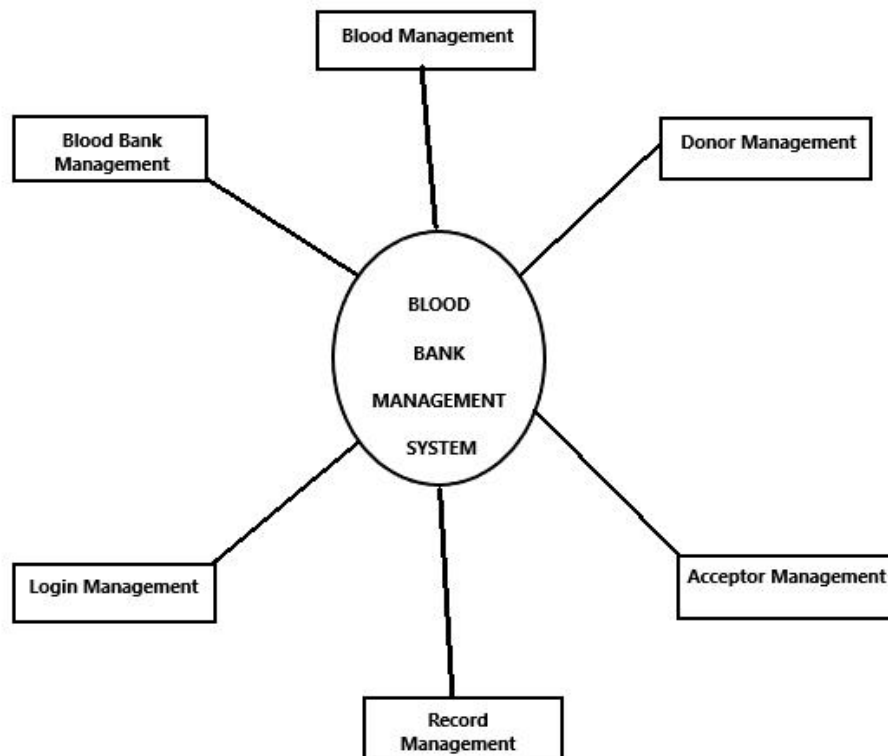 Blood Management
Blood Bank
Management
Donor Management
BLOOD
BANK
MANAGEMENT
SYSTEM
Login Management
Acceptor Management
Record
Management